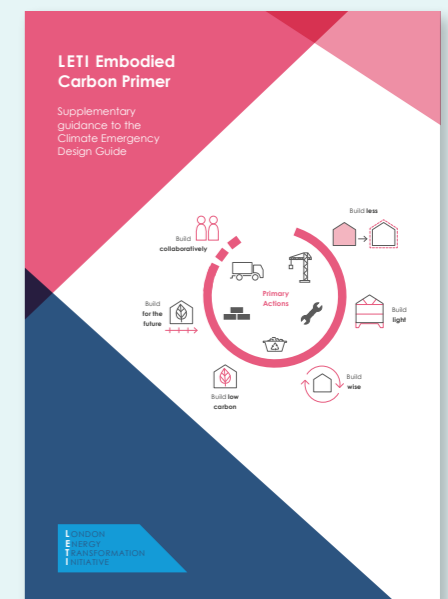 LETI Embodied
Carbon Primer
Supplementary
guidance to the
Climate Emergency
Design Guide
Build less
Build
collaboratively
Primary
Actions
Build
for the
future
Build
light
Build
wise
Build low
carbon
LONDON
ENERGY
TRANSFORMATION
INITIATIVE